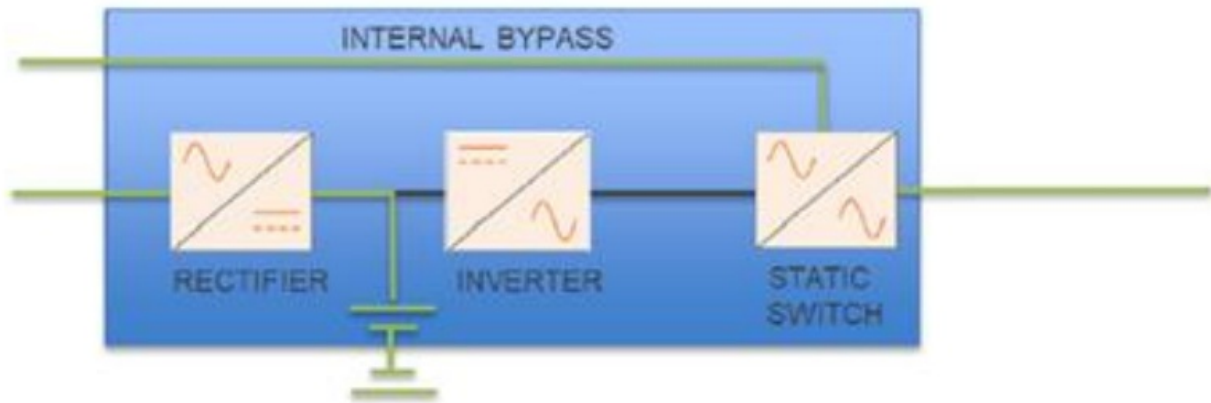 INTERNAL BYPASS
RECTIFIER
INVERTER
STATIC
SWITCH